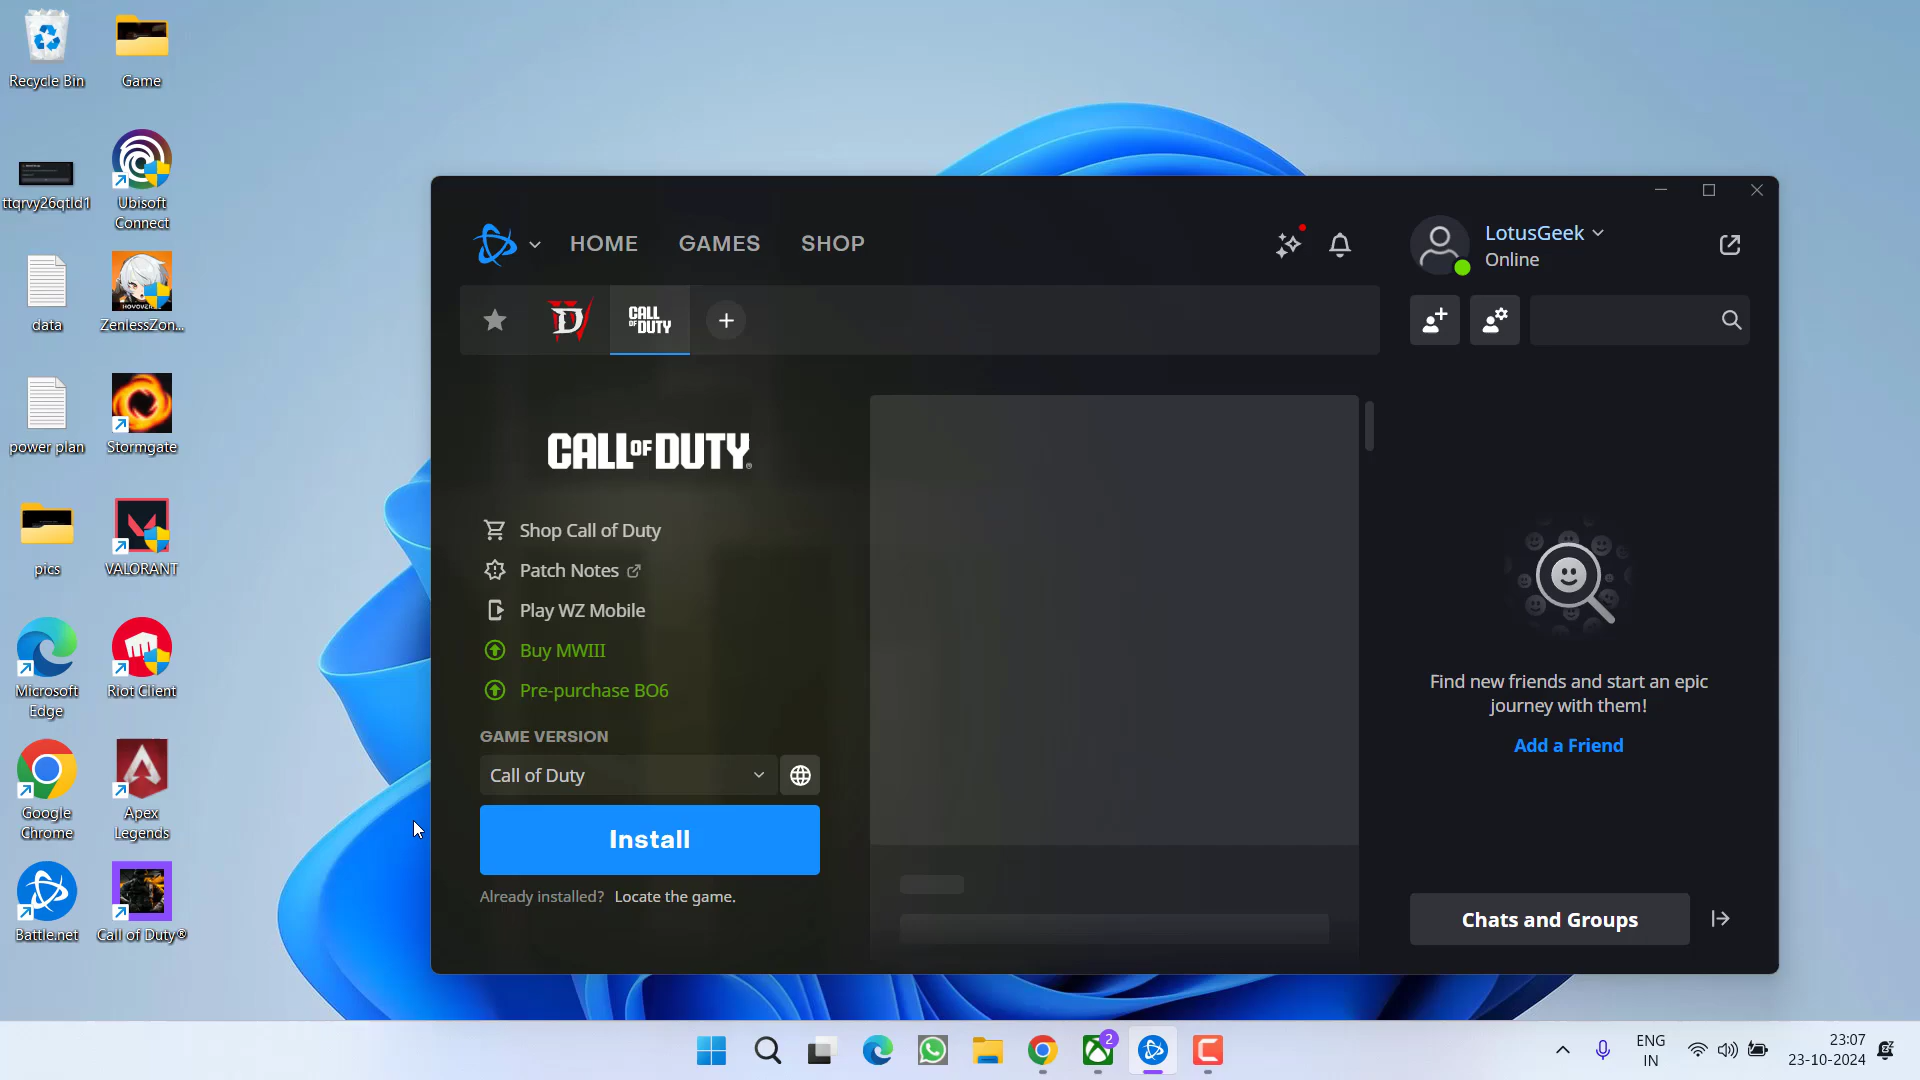 Recycle Bin
Game
ttqrvy26qtld1
Ubisoft
Connect
data
HOYOVER
ZenlessZon...
power plan
Stormgate
pics
VALORANT
Microsoft
Edge
Riot Client
Google
Chrome
Apex
Legends
Battle.net
Call of Duty®
HOME
GAMES
SHOP
LotusGeek
Online
CALL OF DUTY
CALL OF DUTY®
Shop Call of Duty
Patch Notes
Play WZ Mobile
Buy MWIII
Pre-purchase BO6
GAME VERSION
Call of Duty
Install
Already installed? Locate the game.
Find new friends and start an epic
journey with them!
Add a Friend
Chats and Groups
2
ENG
IN
23:07
23-10-2024